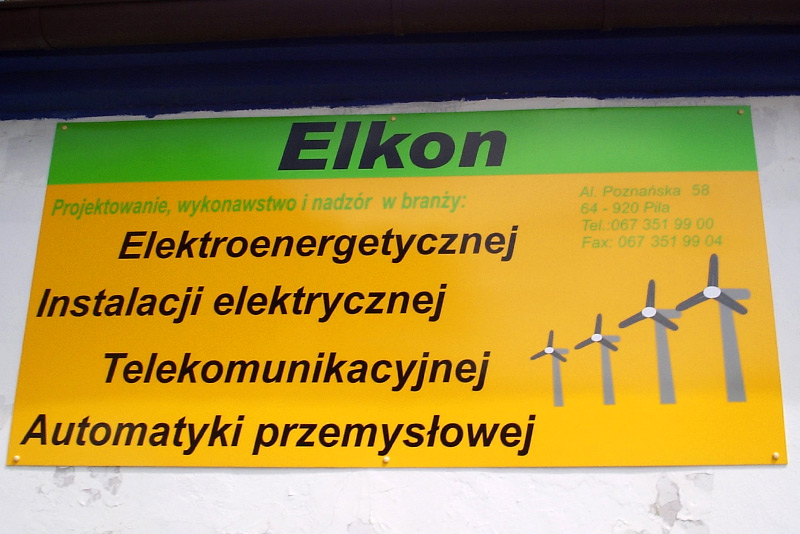 Elkon
Projektowanie, wykonawstwo i nadzór w branży:
Al. Poznańska 58
64 - 920 Pila
Tel.:067 351 99 00
Fax: 067 351 99 04
Elektroenergetycznej
Instalacji elektrycznej
Telekomunikacyjnej
Automatyki przemysłowej